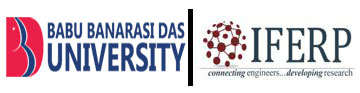 BABU BANARASI DAS
UNIVERSITY
IFERP
connecting engineers...developing research